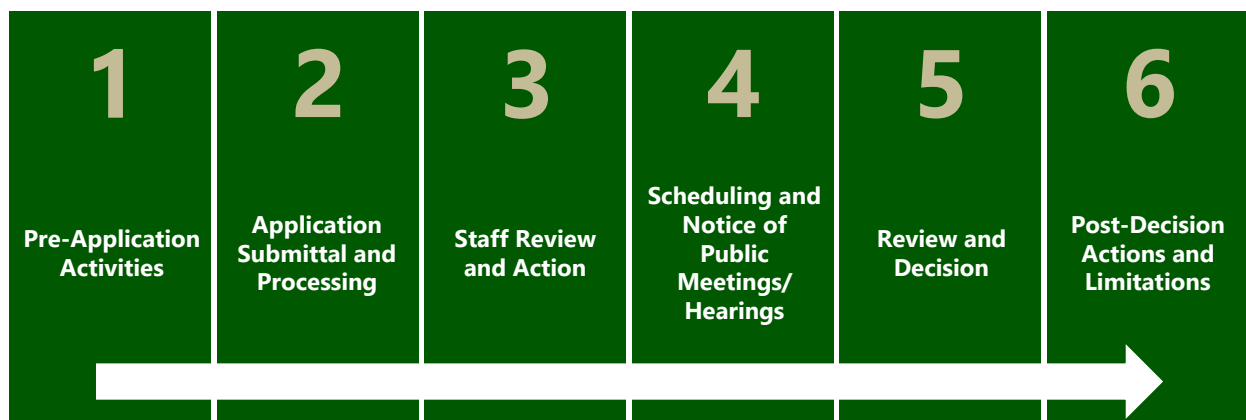 1
Pre-Application
Activities
2
Application
Submittal and
Processing
3
Staff Review
and Action
4
Scheduling and
Notice of
Public
Meetings/
Hearings
5
Review and
Decision
6
Post-Decision
Actions and
Limitations